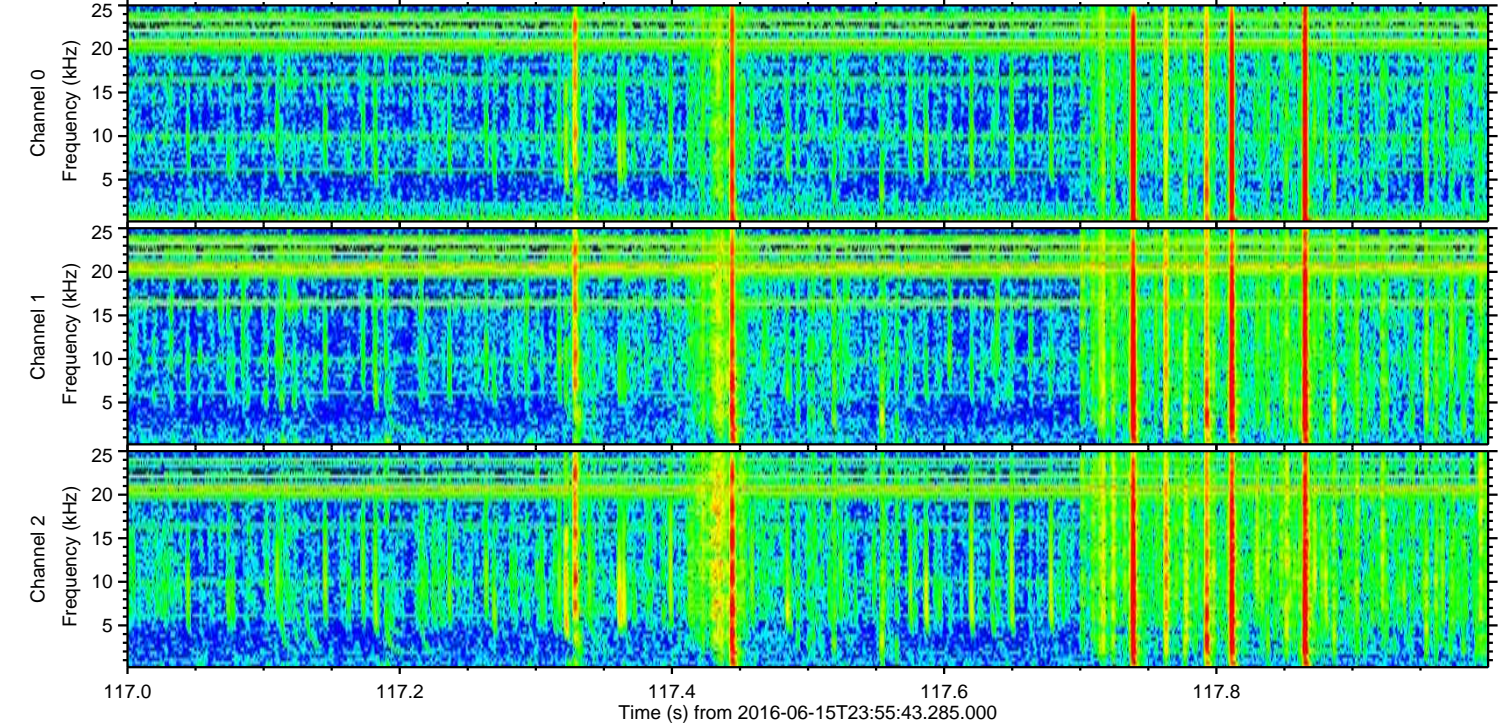 Channel 0
Frequency (kHz)
25
20
15
10
5
Channel 1
Frequency (kHz)
25
20
15
10
5
Channel 2
Frequency (kHz)
25
20
15
10
5
117.0 117.2 117.4 117.6 117.8
Time (s) from 2016-06-15T23:55:43.285.000